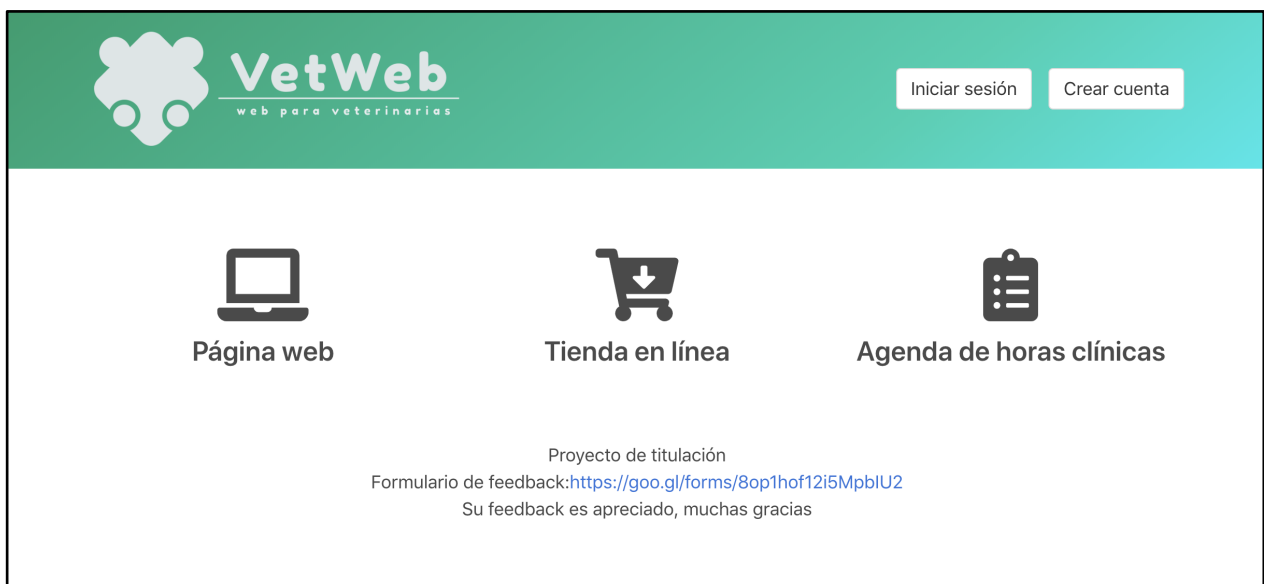 VetWeb
web para veterinarias
Iniciar sesión
Crear cuenta
Página web
Tienda en línea
Agenda de horas clínicas
Proyecto de titulación
Formulario de feedback:https://goo.gl/forms/8op1hof12i5MpbIU2
Su feedback es apreciado, muchas gracias